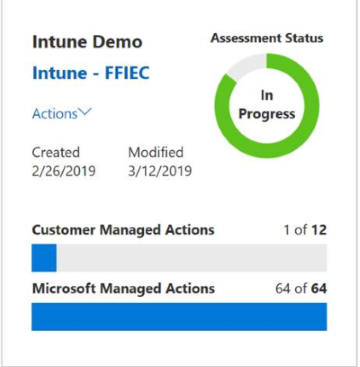 Intune Demo
Assessment Status
Intune - FFIEC
In
Progress
Actions
Created Modified
2/26/2019 3/12/2019
Customer Managed Actions 1 of 12
Microsoft Managed Actions 64 of 64